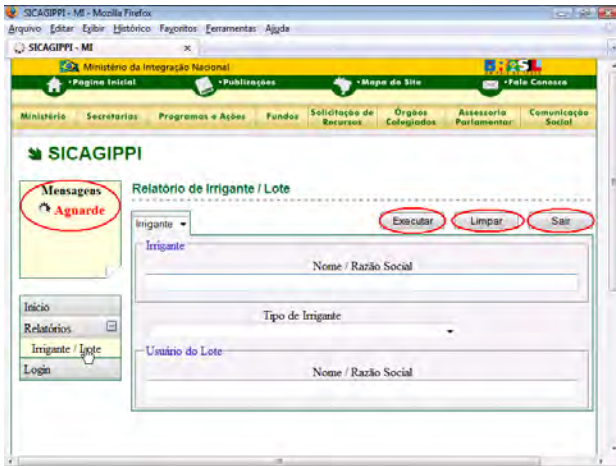 SICAGIPPI - MI - Mozilla Firefox
Arquivo Editar Exibir Histórico Favoritos Ferramentas Ajuda
SICAGIPPI - MI
Ministério da Integração Nacional
Pagina Inicial
Publicações
Mapa do Site
Fale Conosco
Ministério
Secretarias
Programas e Ações
Fundos
Solicitação de Recursos
Órgãos Colegiados
Assessoria Parlamentar
Comunicação Social
SICAGIPPI
Mensagens
Aguarde
Relatório de Irrigante / Lote
Irrigante
Executar
Limpar
Sair
Irrigante
Nome / Razão Social
Tipo de Irrigante
Usuário do Lote
Nome / Razão Social
Início
Relatórios
Irrigante / Lote
Login